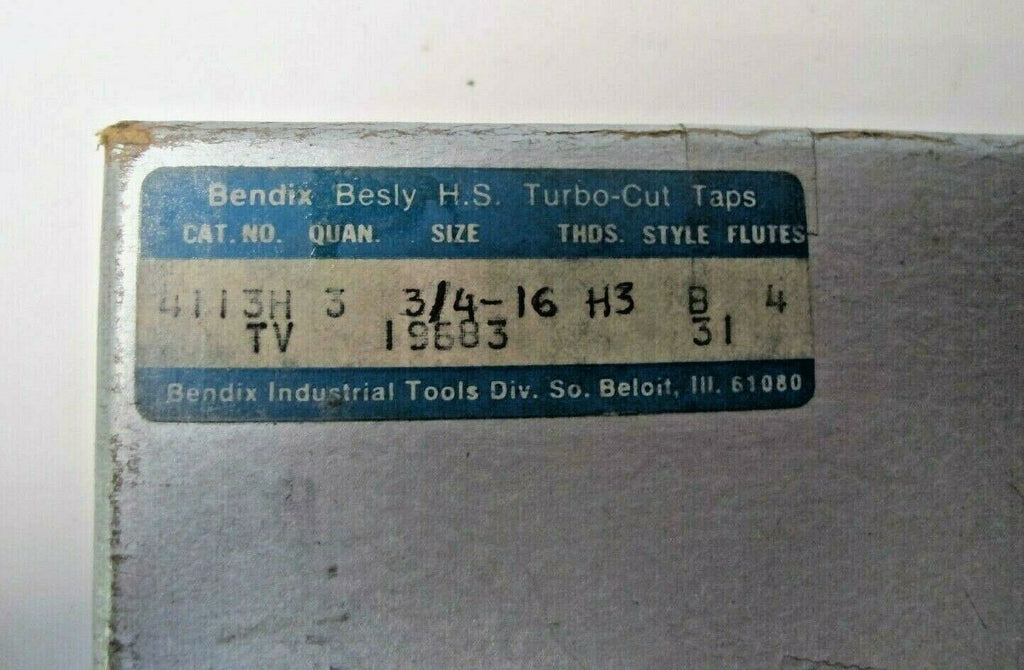 Bendix Besly H.S. Turbo-Cut Taps
CAT. NO. QUAN. SIZE THDS. STYLE FLUTES
4113H 3 3/4-16 H3 B 4
TV 19683 31
Bendix Industrial Tools Div. So. Beloit, Ill. 61080